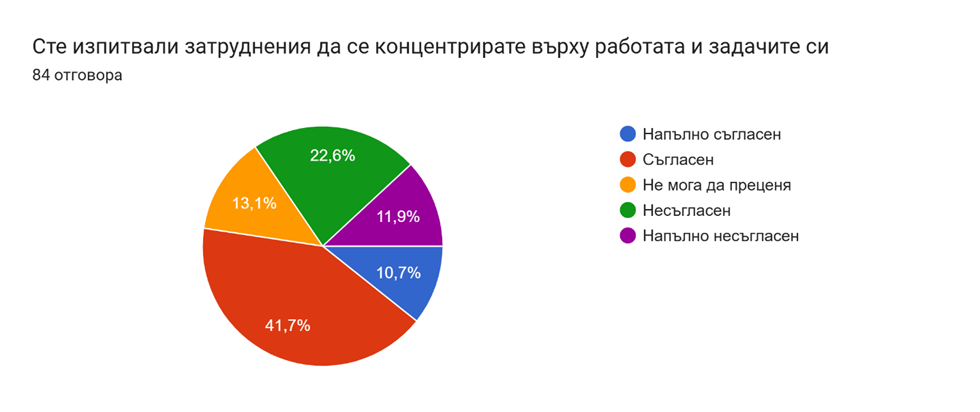 Сте изпитвали затруднения да се концентрирате върху работата и задачите си
84 отговора
22,6%
13,1%
11,9%
10,7%
41,7%
Напълно съгласен
Съгласен
Не мога да преценя
Несъгласен
Напълно несъгласен